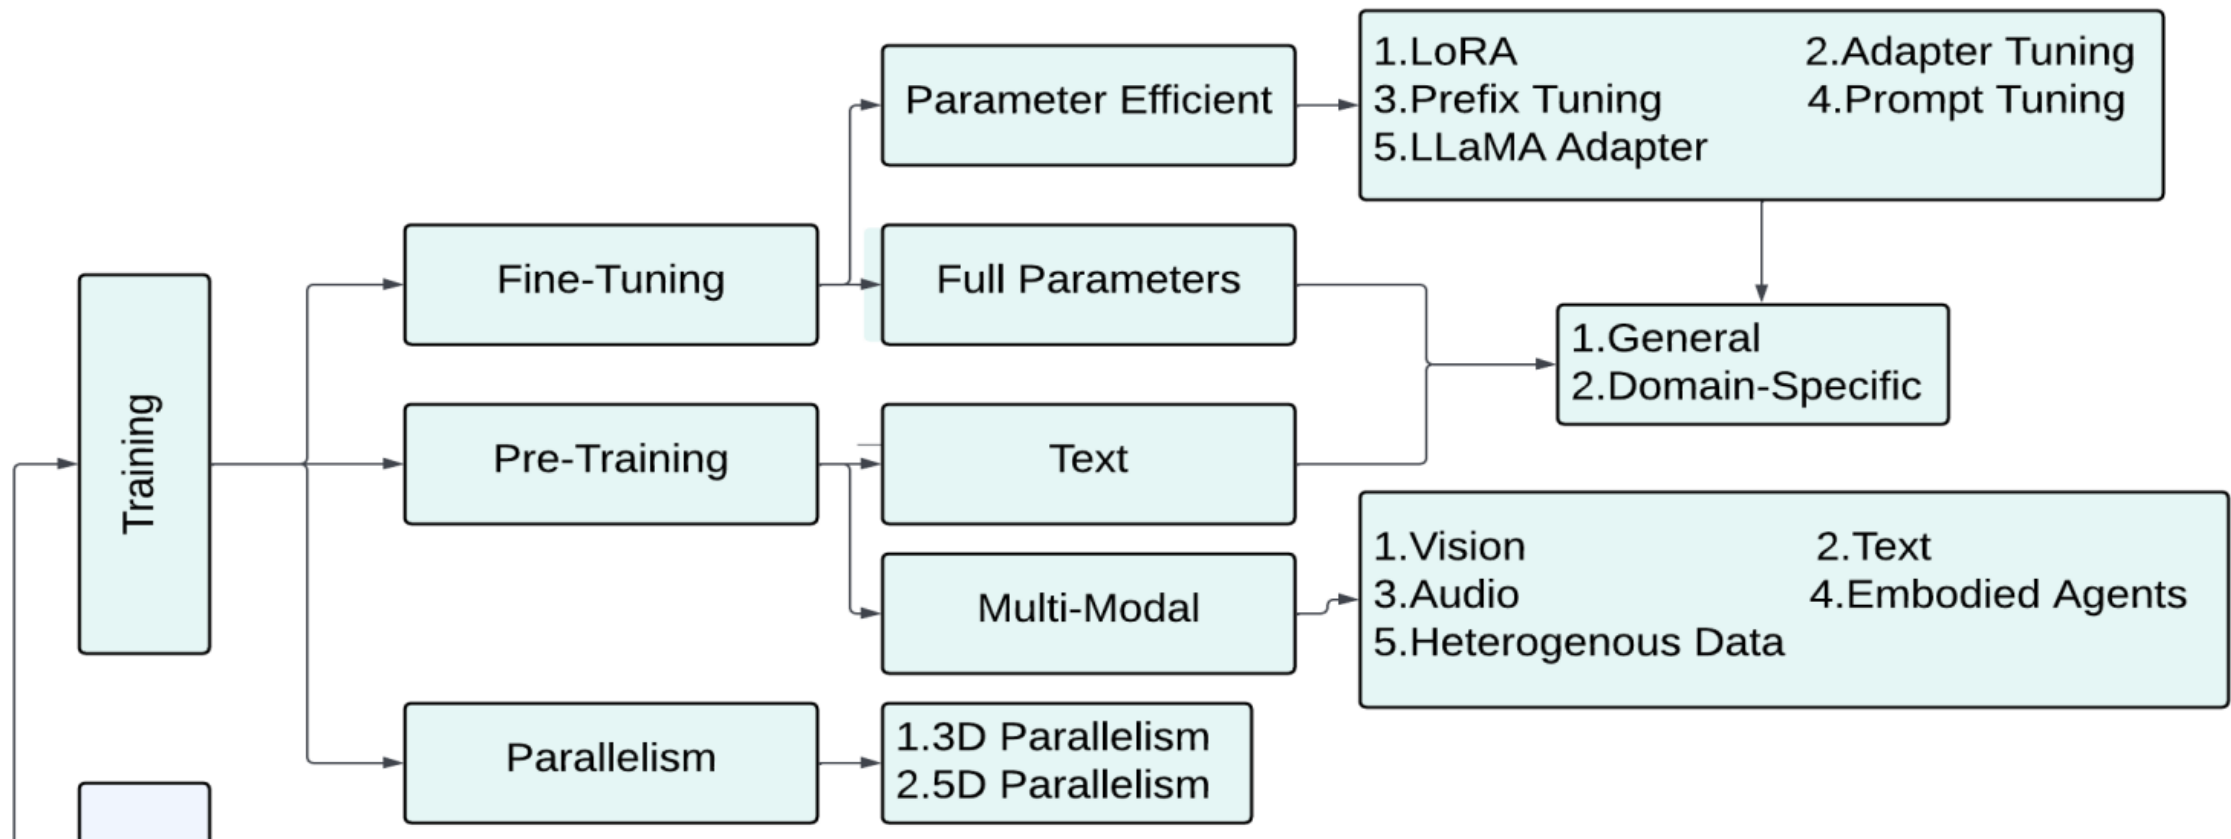 Training
Fine-Tuning
Pre-Training
Parallelism
Parameter Efficient
Full Parameters
Text
Multi-Modal
1.3D Parallelism
2.5D Parallelism
1.LoRA 2.Adapter Tuning
3.Prefix Tuning 4.Prompt Tuning
5.LLaMA Adapter
1.General
2.Domain-Specific
1.Vision 2.Text
3.Audio 4.Embodied Agents
5.Heterogenous Data